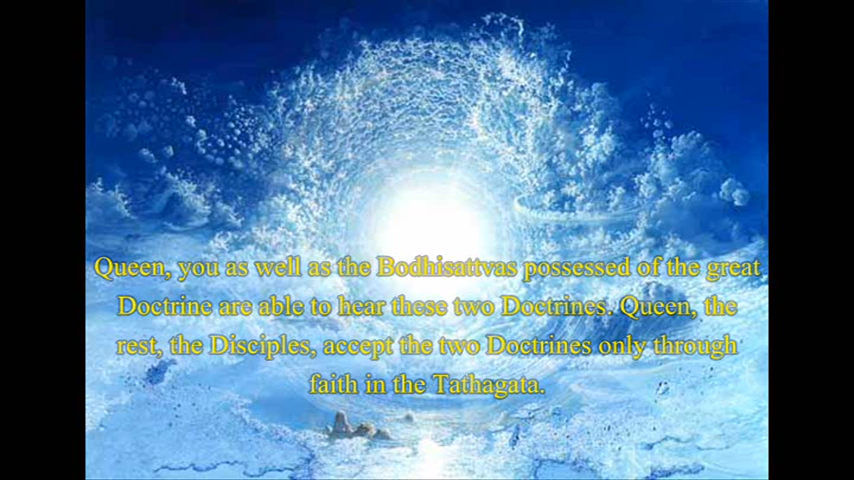 Queen, you as well as the Bodhisattvas possessed of the great
Doctrine are able to hear these two Doctrines. Queen, the
rest, the Disciples, accept the two Doctrines only through
faith in the Tathagata.